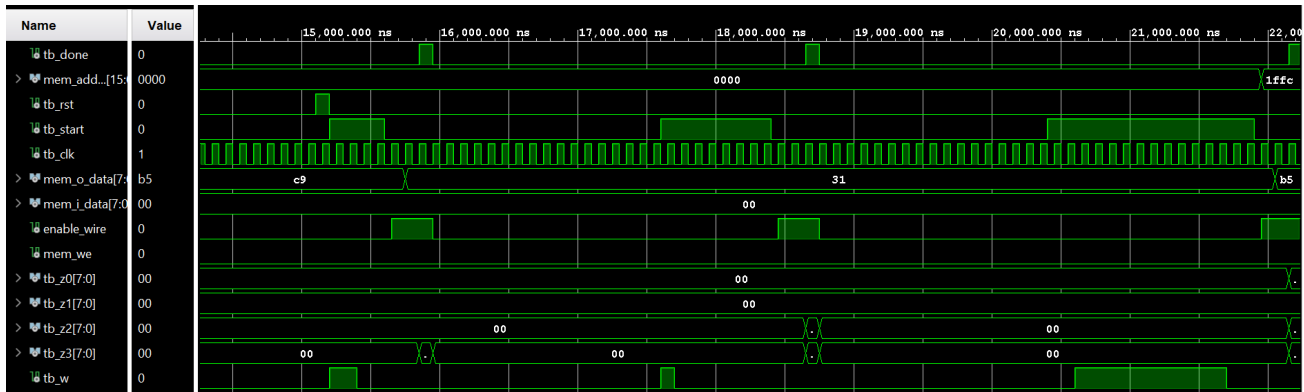 Name Value
15,000.000 ns 16,000.000 ns 17,000.000 ns 18,000.000 ns 19,000.000 ns 20,000.000 ns 21,000.000 ns 22,00
tb_done 0
> mem_add...[15:0 0000 0000 1ffc
tb_rst 0
tb_start 0
tb_clk 1
> mem_o_data[7:0 b5 c9 31 b5
> mem_i_data[7:0 00 00
enable_wire 0
mem_we 0
> tb_z0[7:0] 00 00 .
> tb_z1[7:0] 00 00
> tb_z2[7:0] 00 00 . 00 .
> tb_z3[7:0] 00 00 . 00 . 00 .
tb_w 0